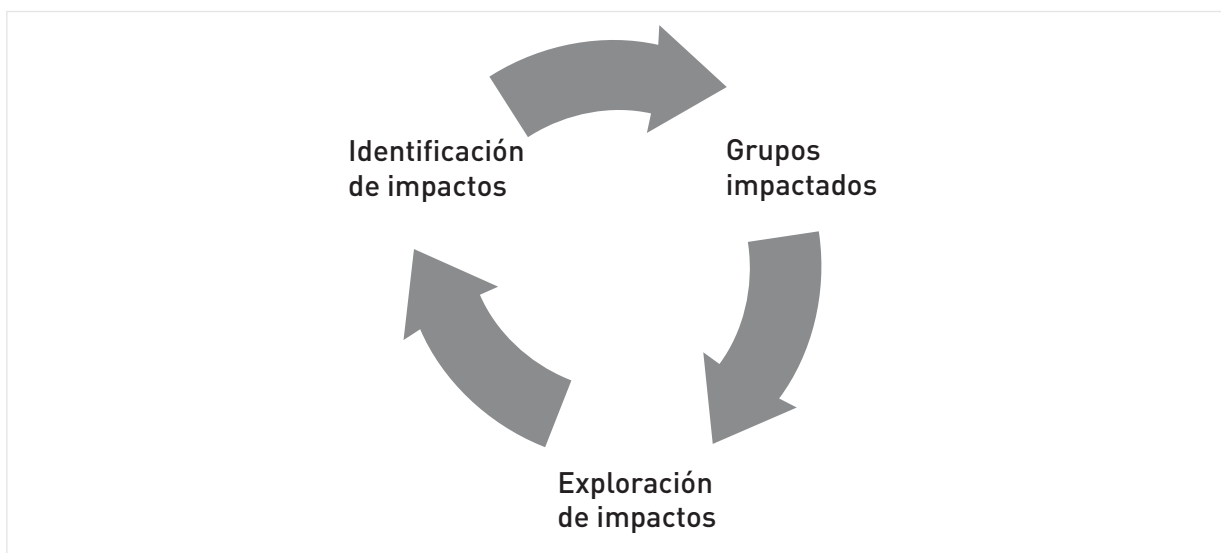 Identificación
de impactos
Grupos
impactados
Exploración
de impactos